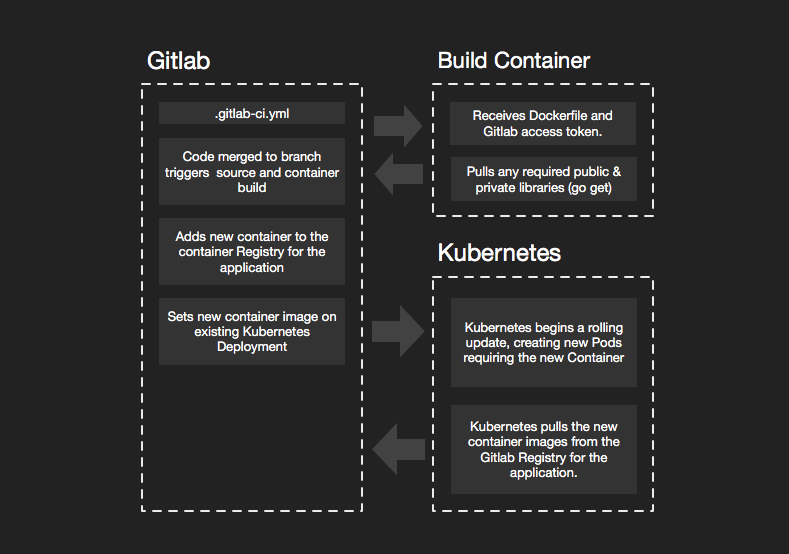 Gitlab
.gitlab-ci.yml
Code merged to branch
triggers source and container
build
Adds new container to the
container Registry for the
application
Sets new container image on
existing Kubernetes
Deployment
Build Container
Receives Dockerfile and
Gitlab access token.
Pulls any required public &
private libraries (go get)
Kubernetes
Kubernetes begins a rolling
update, creating new Pods
requiring the new Container
Kubernetes pulls the new
container images from the
Gitlab Registry for the
application.